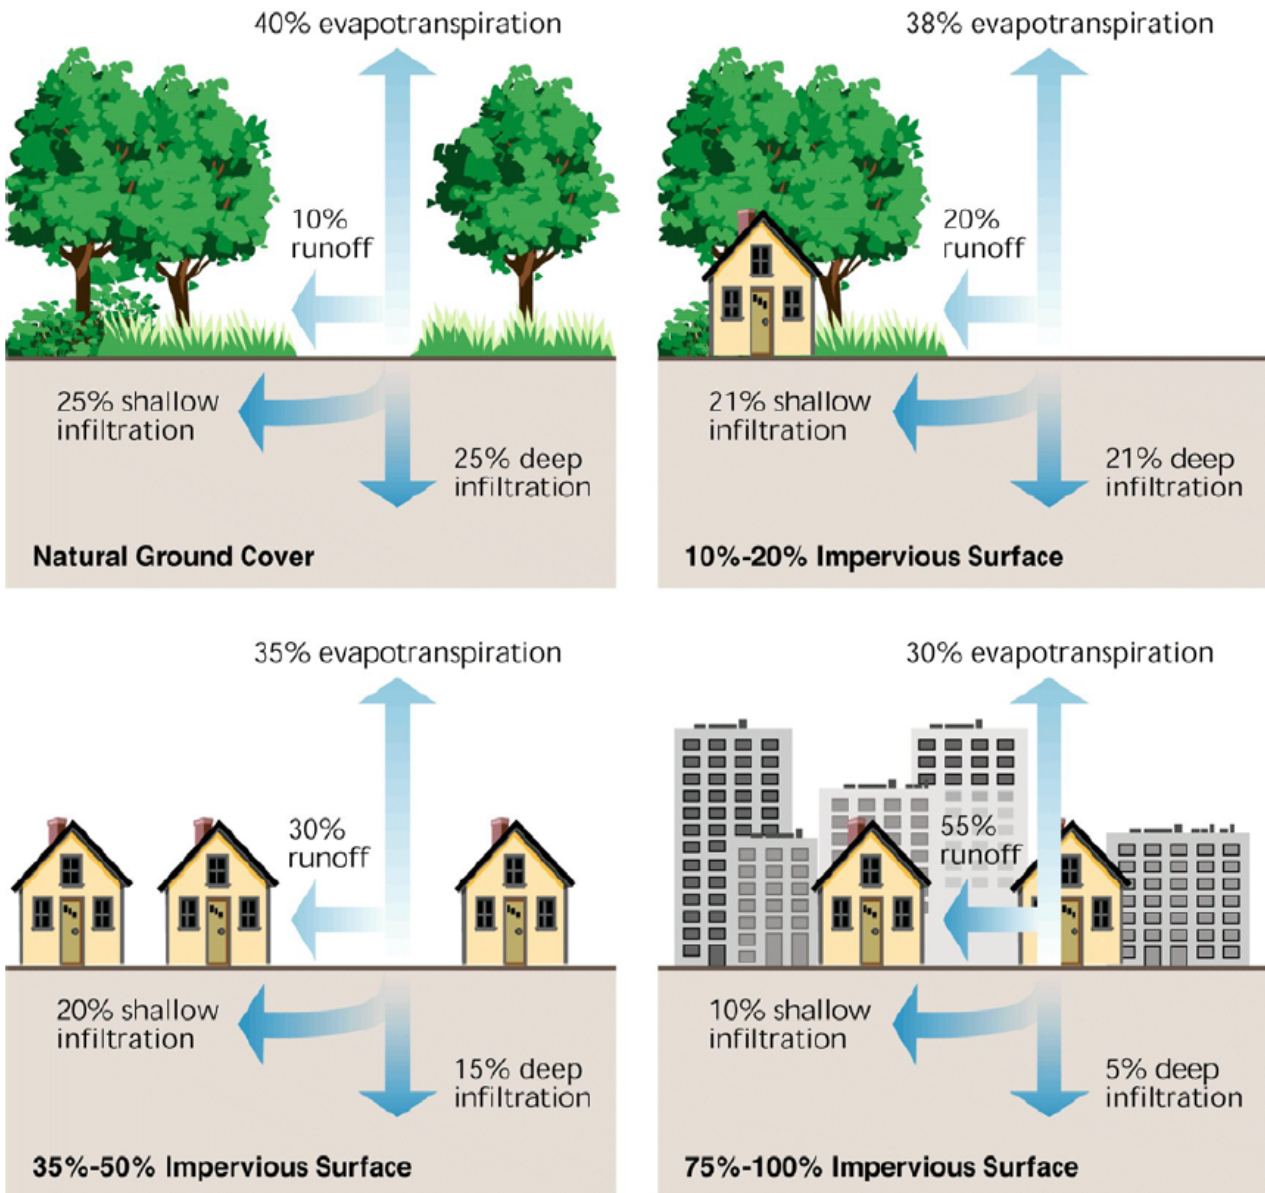 40% evapotranspiration
10%
runoff
25% shallow
infiltration
25% deep
infiltration
Natural Ground Cover
38% evapotranspiration
20%
runoff
21% shallow
infiltration
21% deep
infiltration
10%-20% Impervious Surface
35% evapotranspiration
30%
runoff
20% shallow
infiltration
15% deep
infiltration
35%-50% Impervious Surface
30% evapotranspiration
55%
runoff
10% shallow
infiltration
5% deep
infiltration
75%-100% Impervious Surface